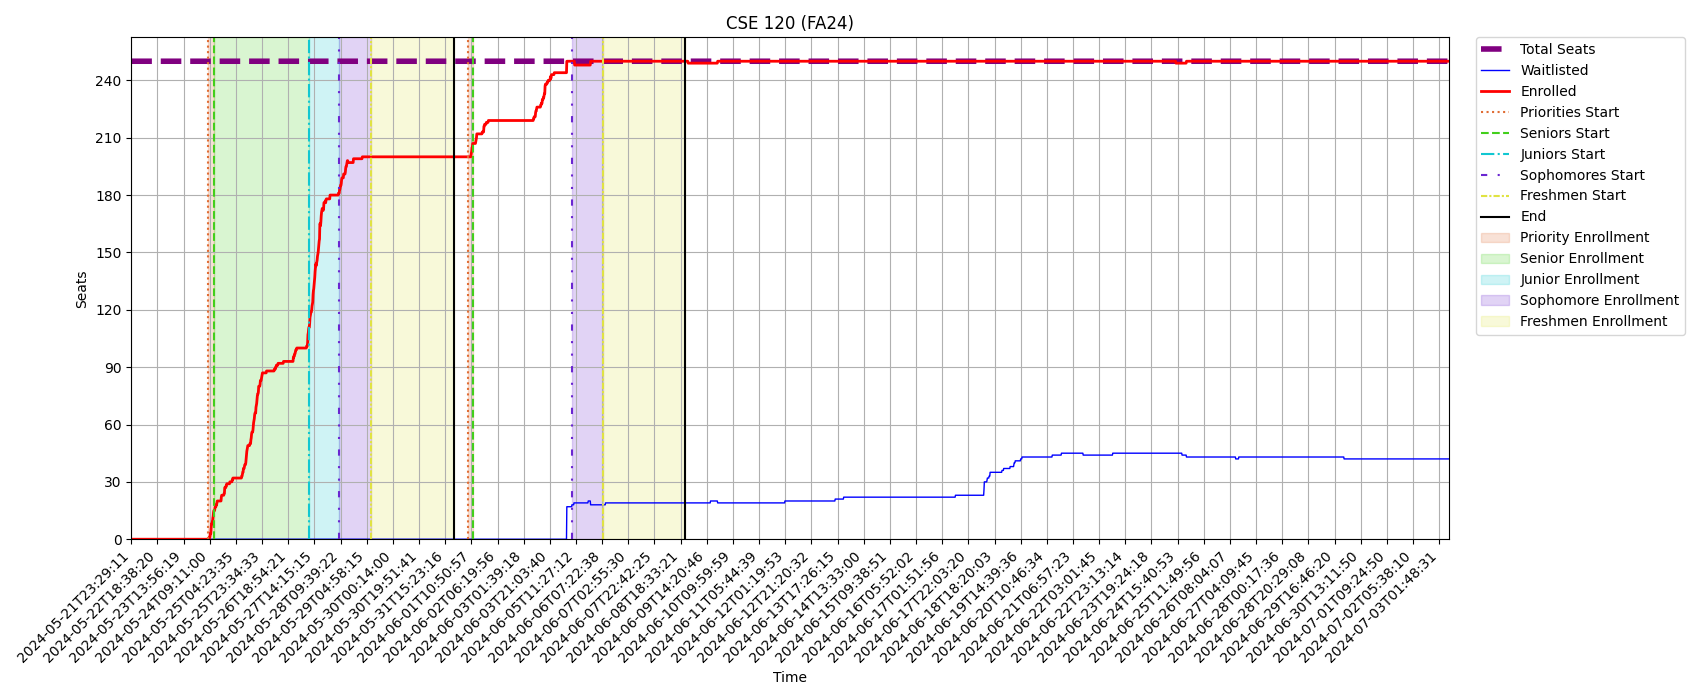 CSE 120 (FA24)
Seats
240
210
180
150
120
90
60
30
0
2024-05-21T23:29:11
2024-05-22T18:38:20
2024-05-23T13:56:19
2024-05-24T09:11:00
2024-05-25T04:23:35
2024-05-25T23:34:33
2024-05-26T18:54:21
2024-05-27T14:15:15
2024-05-28T09:39:22
2024-05-29T04:58:15
2024-05-30T00:14:00
2024-05-30T19:51:41
2024-05-31T15:23:16
2024-06-01T10:50:57
2024-06-02T06:19:56
2024-06-03T01:39:18
2024-06-03T21:03:40
2024-06-05T11:27:12
2024-06-06T07:22:38
2024-06-07T02:55:30
2024-06-07T22:42:25
2024-06-08T18:33:21
2024-06-09T14:20:46
2024-06-10T09:59:59
2024-06-11T05:44:39
2024-06-12T01:19:53
2024-06-12T21:20:32
2024-06-13T17:26:15
2024-06-14T13:33:00
2024-06-15T09:38:51
2024-06-16T05:52:02
2024-06-17T01:51:56
2024-06-17T22:03:20
2024-06-18T18:20:03
2024-06-19T14:39:36
2024-06-20T10:46:34
2024-06-21T06:57:23
2024-06-22T03:01:45
2024-06-22T23:13:14
2024-06-23T19:24:18
2024-06-24T15:40:53
2024-06-25T11:49:56
2024-06-26T08:04:07
2024-06-27T04:09:45
2024-06-28T00:17:36
2024-06-28T20:29:08
2024-06-29T16:46:20
2024-06-30T13:11:50
2024-07-01T09:24:50
2024-07-02T05:38:10
2024-07-03T01:48:31
Time
Total Seats
Waitlisted
Enrolled
Priorities Start
Seniors Start
Juniors Start
Sophomores Start
Freshmen Start
End
Priority Enrollment
Senior Enrollment
Junior Enrollment
Sophomore Enrollment
Freshmen Enrollment